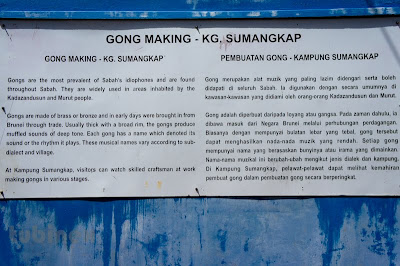 GONG MAKING - KG. SUMANGKAP
GONG MAKING - KG. SUMANGKAP
Gongs are the most prevalent of Sabah's idiophones and are found
throughout Sabah. They are widely used in areas inhabited by the
Kadazandusun and Murut people.
Gongs are made of brass or bronze and in early days were brought in from
Brunei through trade. Usually thick with a broad rim, the gongs produce
muffled sounds of deep tone. Each gong has a name which denoted its
sound or the rhythm it plays. These musical names vary according to sub-
dialect and village.
At Kampung Sumangkap, visitors can watch skilled craftsman at work
making gongs in various stages.
PEMBUATAN GONG - KAMPUNG SUMANGKAP
Gong merupakan alat muzik yang paling lazim didengari serta boleh
didapati di seluruh Sabah. Ia digunakan dengan secara umumnya di
kawasan-kawasan yang didiami oleh orang-orang Kadazandusun dan Murut.
Gong adalah diperbuat daripada loyang atau gangsa. Pada zaman dahulu, ia
dibawa masuk dari Negara Brunei melalui perhubungan perdagangan.
Biasanya dengan mempunyai bulatan lebar yang tebal, gong tersebut
dapat menghasilkan nada-nada muzik yang rendah. Setiap gong
mempunyai nama yang berasaskan bunyinya atau irama yang dimainkan.
Nama-nama muzikal ini berubah-ubah mengikut jenis dialek dan kampung.
Di Kampung Sumangkap, pelawat-pelawat dapat melihat kemahiran
pembuat gong dalam pembuatan gong secara berperingkat.